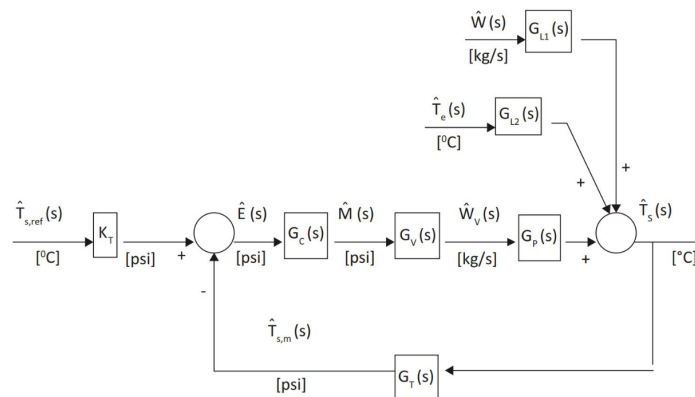 Ŵ(s)
[kg/s]
G_L1(s)
T̂_e(s)
[⁰C]
G_L2(s)
+
+
T̂_s,ref(s)
[⁰C]
K_T
[psi]
+
-
Ê(s)
[psi]
G_C(s)
M̂(s)
[psi]
G_V(s)
Ŵ_V(s)
[kg/s]
G_P(s)
+
T̂_S(s)
[°C]
T̂_s,m(s)
[psi]
G_T(s)